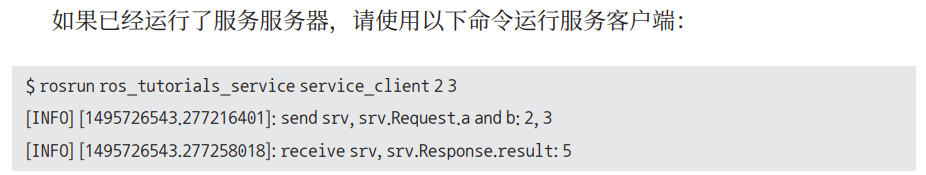 如果已经运行了服务服务器，请使用以下命令运行服务客户端：
$ rosrun ros_tutorials_service service_client 2 3
[INFO] [1495726543.277216401]: send srv, srv.Request.a and b: 2, 3
[INFO] [1495726543.277258018]: receive srv, srv.Response.result: 5